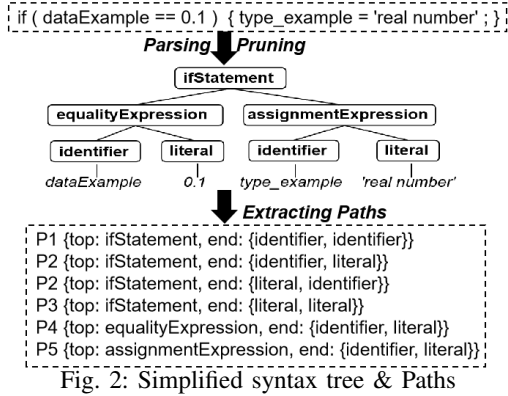 if ( dataExample == 0.1 ) { type_example = 'real number' ; }
Parsing Pruning
ifStatement
equalityExpression assignmentExpression
identifier literal identifier literal
dataExample 0.1 type_example 'real number'
Extracting Paths
P1 {top: ifStatement, end: {identifier, identifier}}
P2 {top: ifStatement, end: {identifier, literal}}
P2 {top: ifStatement, end: {literal, identifier}}
P3 {top: ifStatement, end: {literal, literal}}
P4 {top: equalityExpression, end: {identifier, literal}}
P5 {top: assignmentExpression, end: {identifier, literal}}
Fig. 2: Simplified syntax tree & Paths